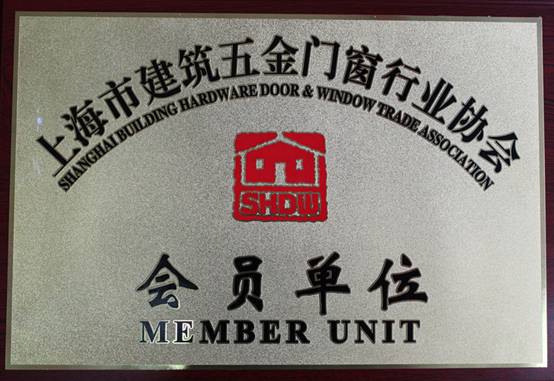 上海市建筑五金门窗行业协会
SHANGHAI BUILDING HARDWARE DOOR & WINDOW TRADE ASSOCIATION
SHDW
会员单位
MEMBER UNIT